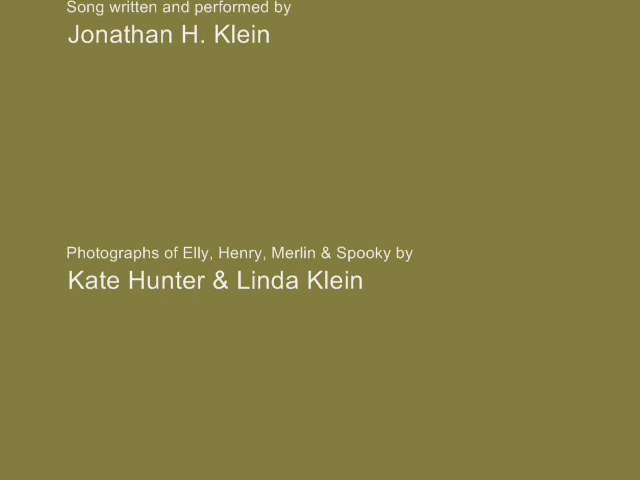 Song written and performed by
Jonathan H. Klein
Photographs of Elly, Henry, Merlin & Spooky by
Kate Hunter & Linda Klein